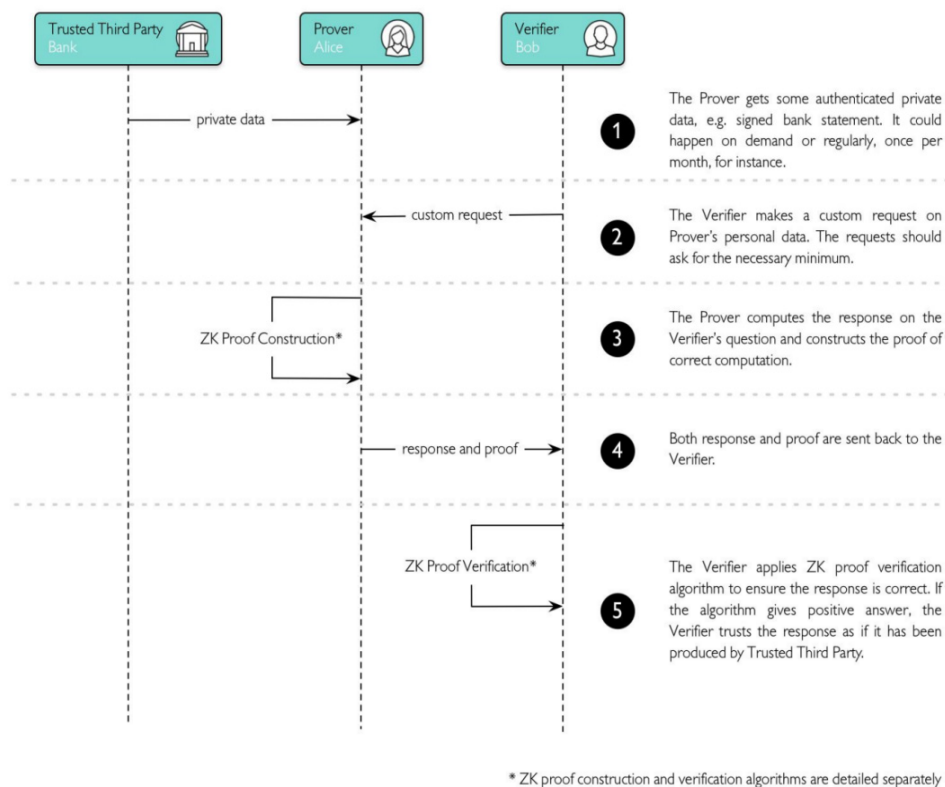 Trusted Third Party
Bank
Prover
Alice
Verifier
Bob
private data
1
The Prover gets some authenticated private
data, e.g. signed bank statement. It could
happen on demand or regularly, once per
month, for instance.
custom request
2
The Verifier makes a custom request on
Prover's personal data. The requests should
ask for the necessary minimum.
ZK Proof Construction*
3
The Prover computes the response on the
Verifier's question and constructs the proof of
correct computation.
response and proof
4
Both response and proof are sent back to the
Verifier.
ZK Proof Verification*
5
The Verifier applies ZK proof verification
algorithm to ensure the response is correct. If
the algorithm gives positive answer, the
Verifier trusts the response as if it has been
produced by Trusted Third Party.
* ZK proof construction and verification algorithms are detailed separately